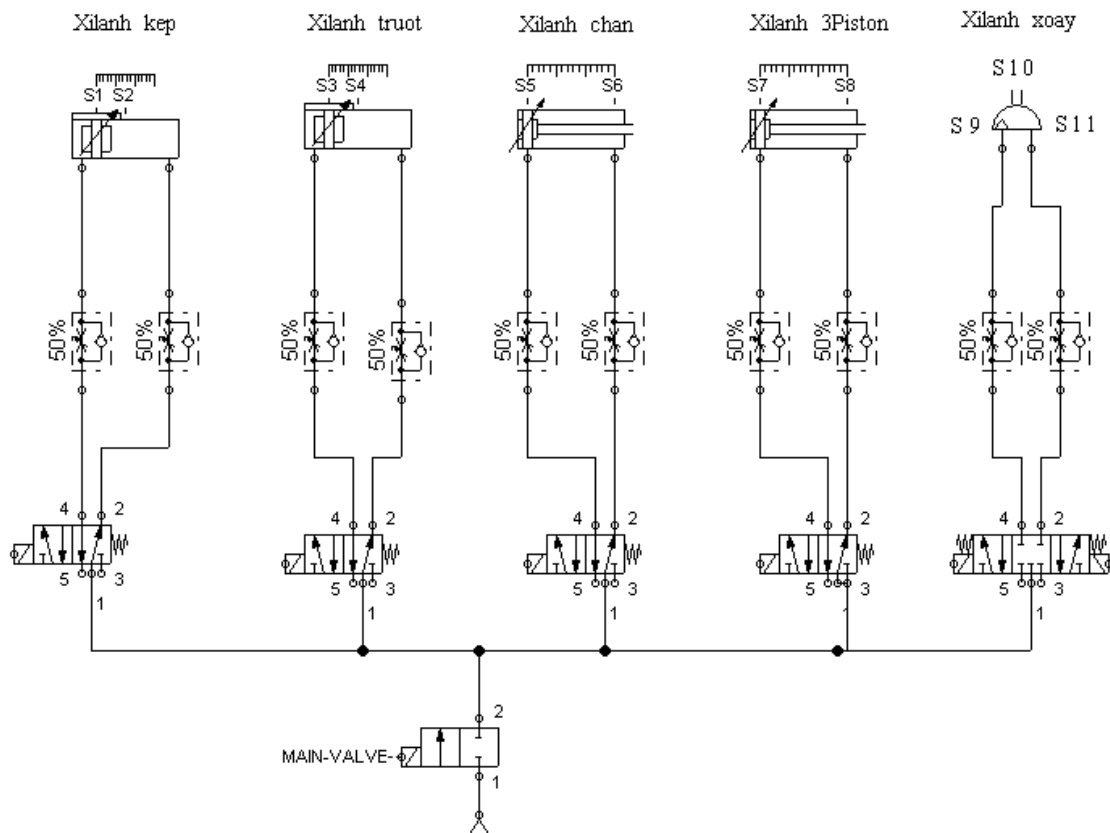 Xilanh kep Xilanh truot Xilanh chan Xilanh 3Piston Xilanh xoay
S1 S2 S3 S4 S5 S6 S7 S8 S10
S9 S11
50% 50% 50% 50% 50% 50% 50% 50% 50% 50%
4 2 4 2 4 2 4 2 4 2
5 3 5 3 5 3 5 3 5 3
1 1 1 1 1
2
MAIN-VALVE-
1